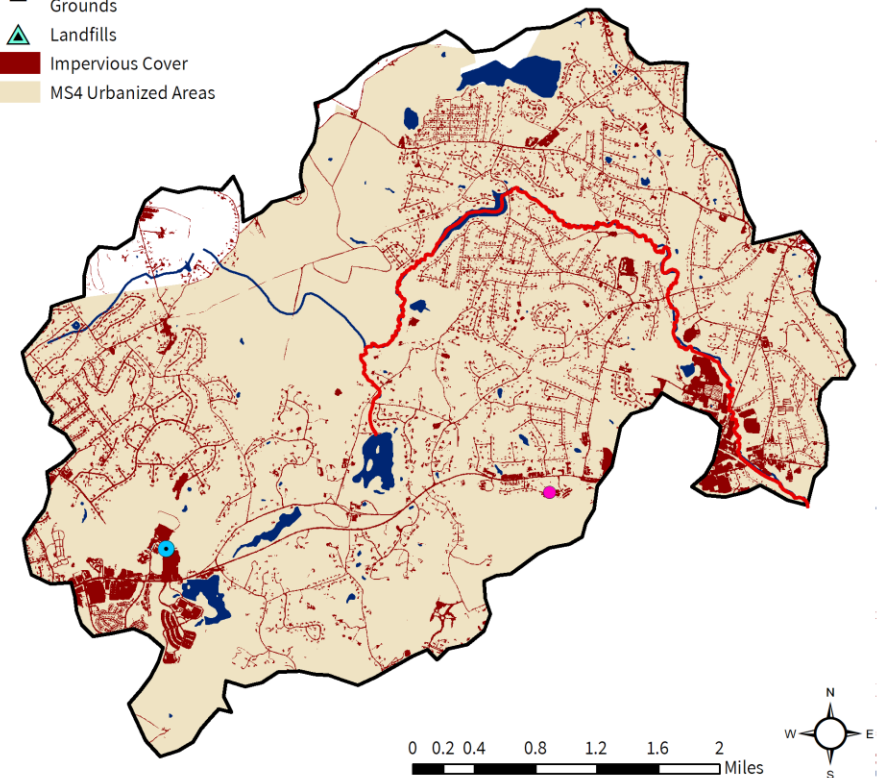 Grounds
Landfills
Impervious Cover
MS4 Urbanized Areas
N
W E
S
0 0.2 0.4 0.8 1.2 1.6 2
Miles